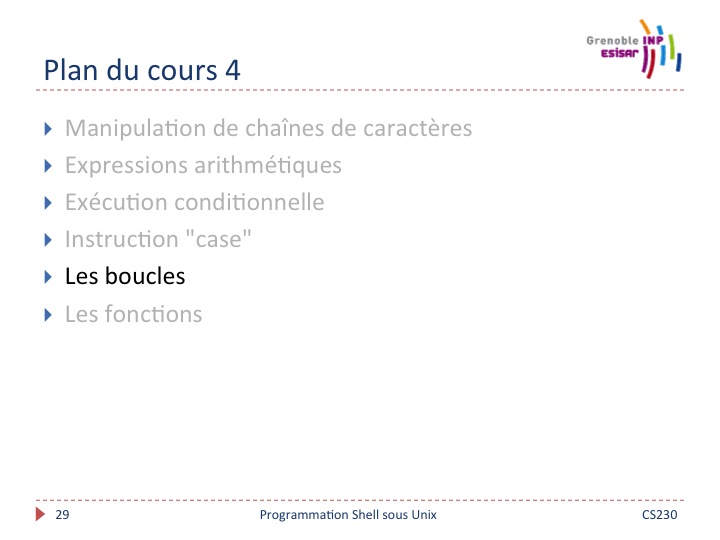 Grenoble INP
esisar
Plan du cours 4
Manipulation de chaînes de caractères
Expressions arithmétiques
Exécution conditionnelle
Instruction "case"
Les boucles
Les fonctions
29 Programmation Shell sous Unix CS230